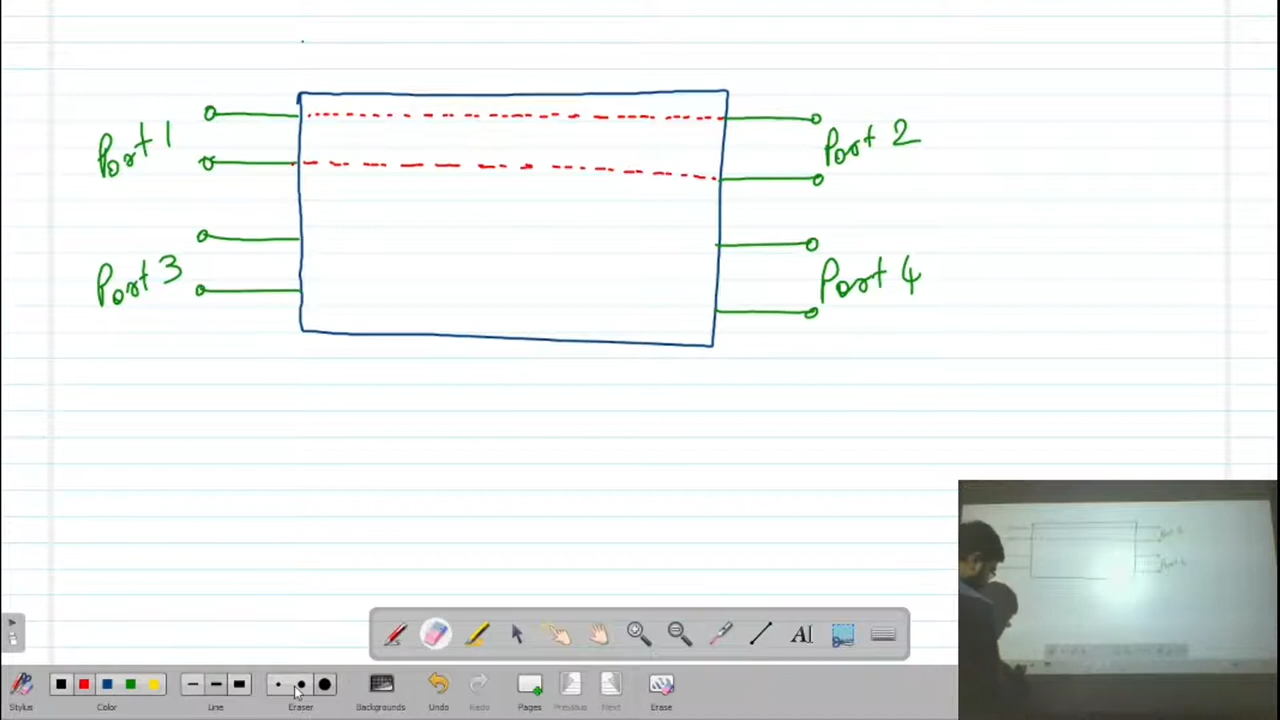 Port 1
Port 2
Port 3
Port 4
Stylus
Color
Line
Eraser
Backgrounds
Undo
Redo
Pages
Previous
Next
Erase